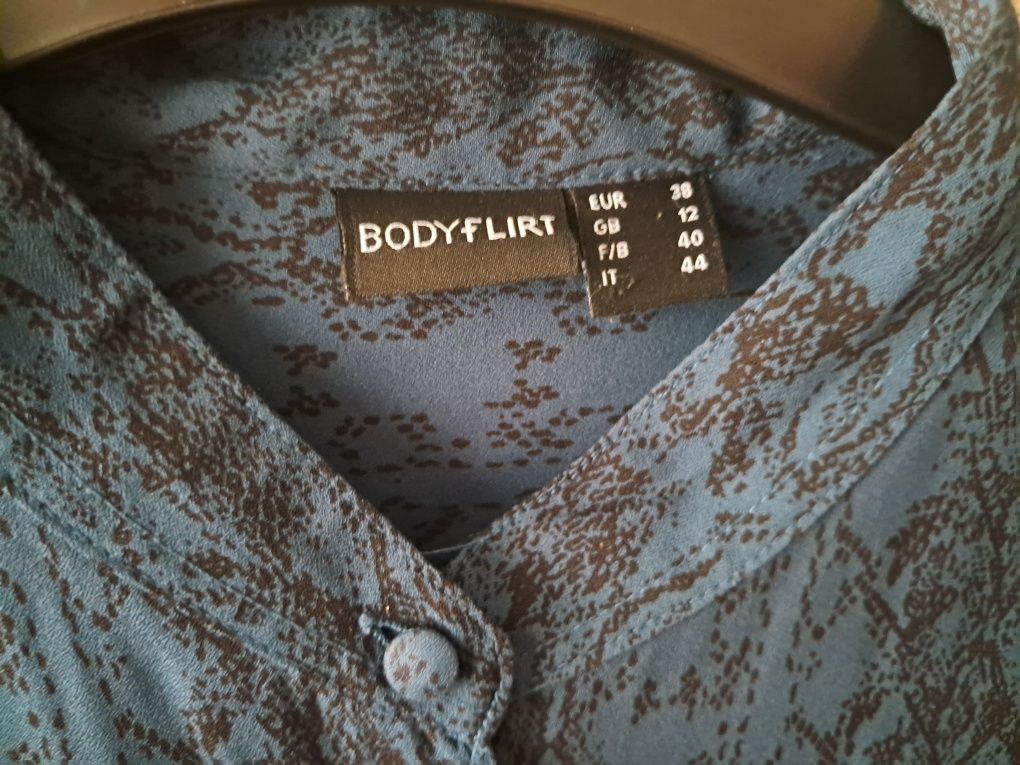 BODYFLIRT
EUR 38
GB 12
F/B 40
IT 44